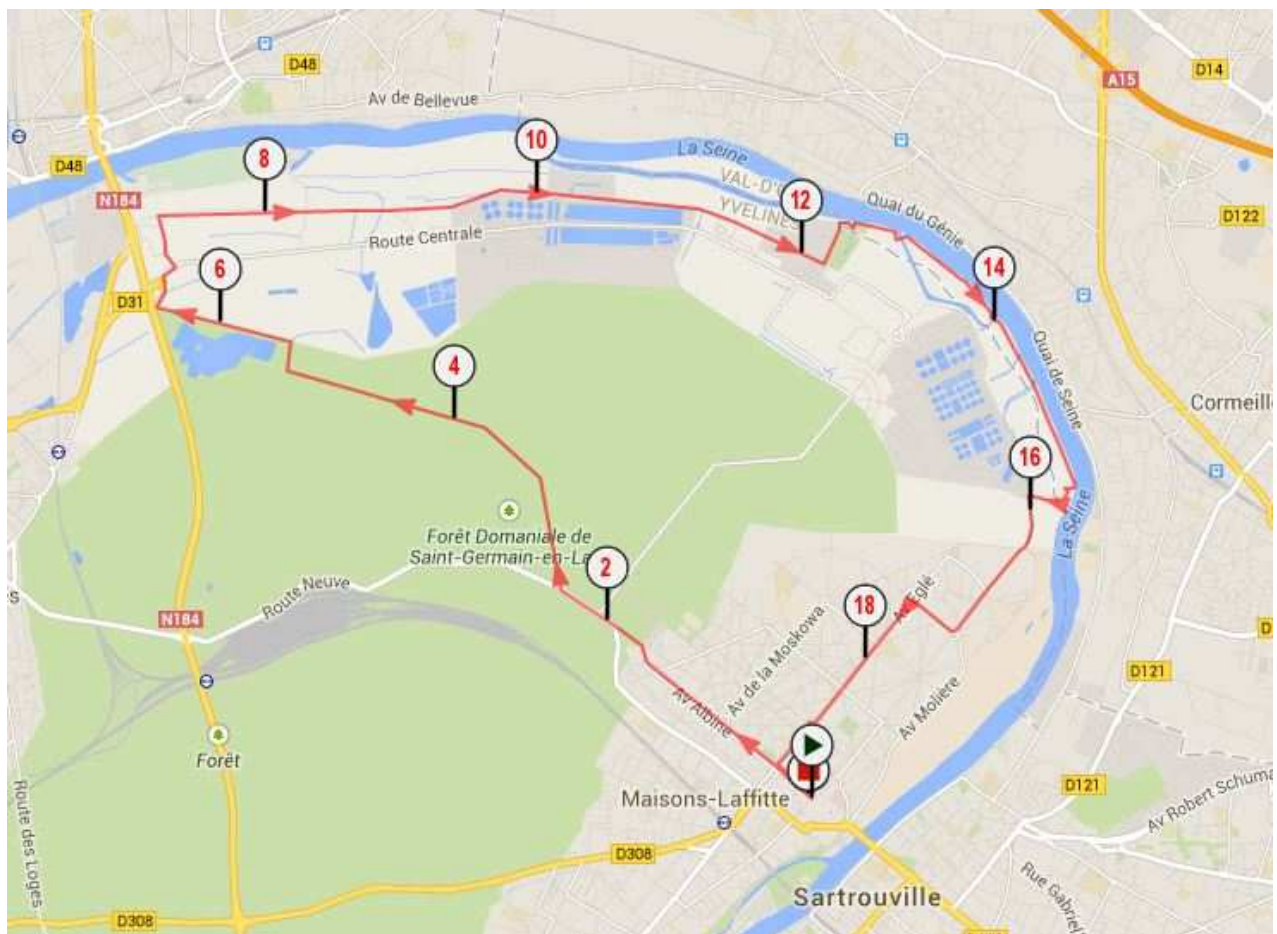 D48
D48
Av de Bellevue
A15
D14
10
La Seine
8
D48
N184
VAL-D'
YVELINES
12
Quai du Génie
D122
Route Centrale
6
14
D31
Quai de Seine
4
Cormeille
16
La Seine
Forêt Domaniale de
Saint-Germain-en-La
2
Route Neuve
s
18
Av Eglé
N184
Av de la Moskowa
D121
Av Albine
Av Molière
Forêt
Route des Loges
Maisons-Laffitte
D121
Av Robert Schuma
D308
Rue Gabriel
Sartrouville
D308